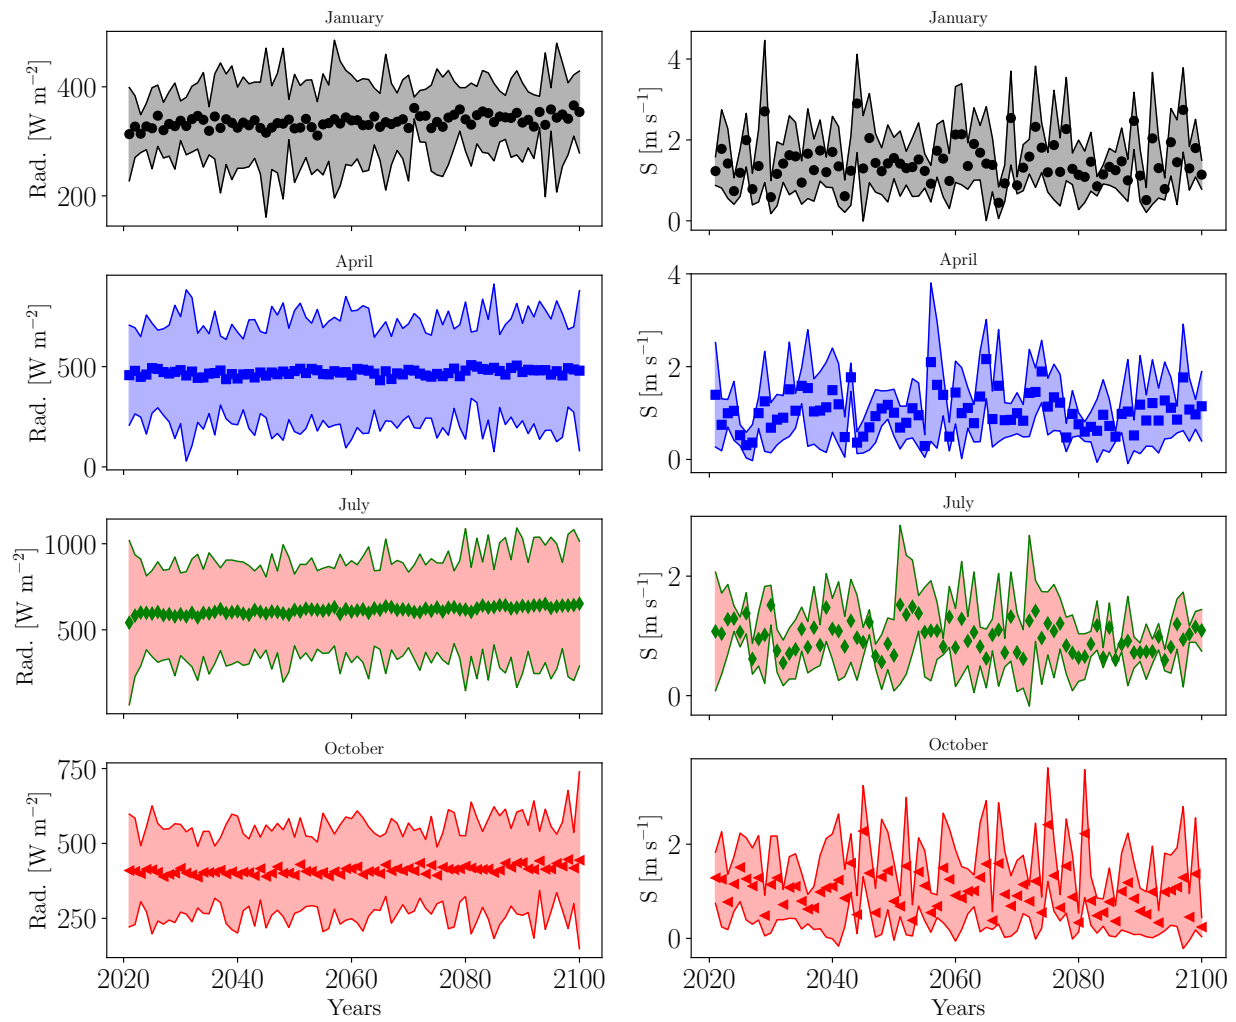 January
January
Rad. [W m−2]
400
200
S [m s−1]
4
2
0
April
April
Rad. [W m−2]
500
0
S [m s−1]
4
2
0
July
July
Rad. [W m−2]
1000
500
S [m s−1]
2
0
October
October
Rad. [W m−2]
750
500
250
S [m s−1]
2
0
2020 2040 2060 2080 2100
2020 2040 2060 2080 2100
Years
Years